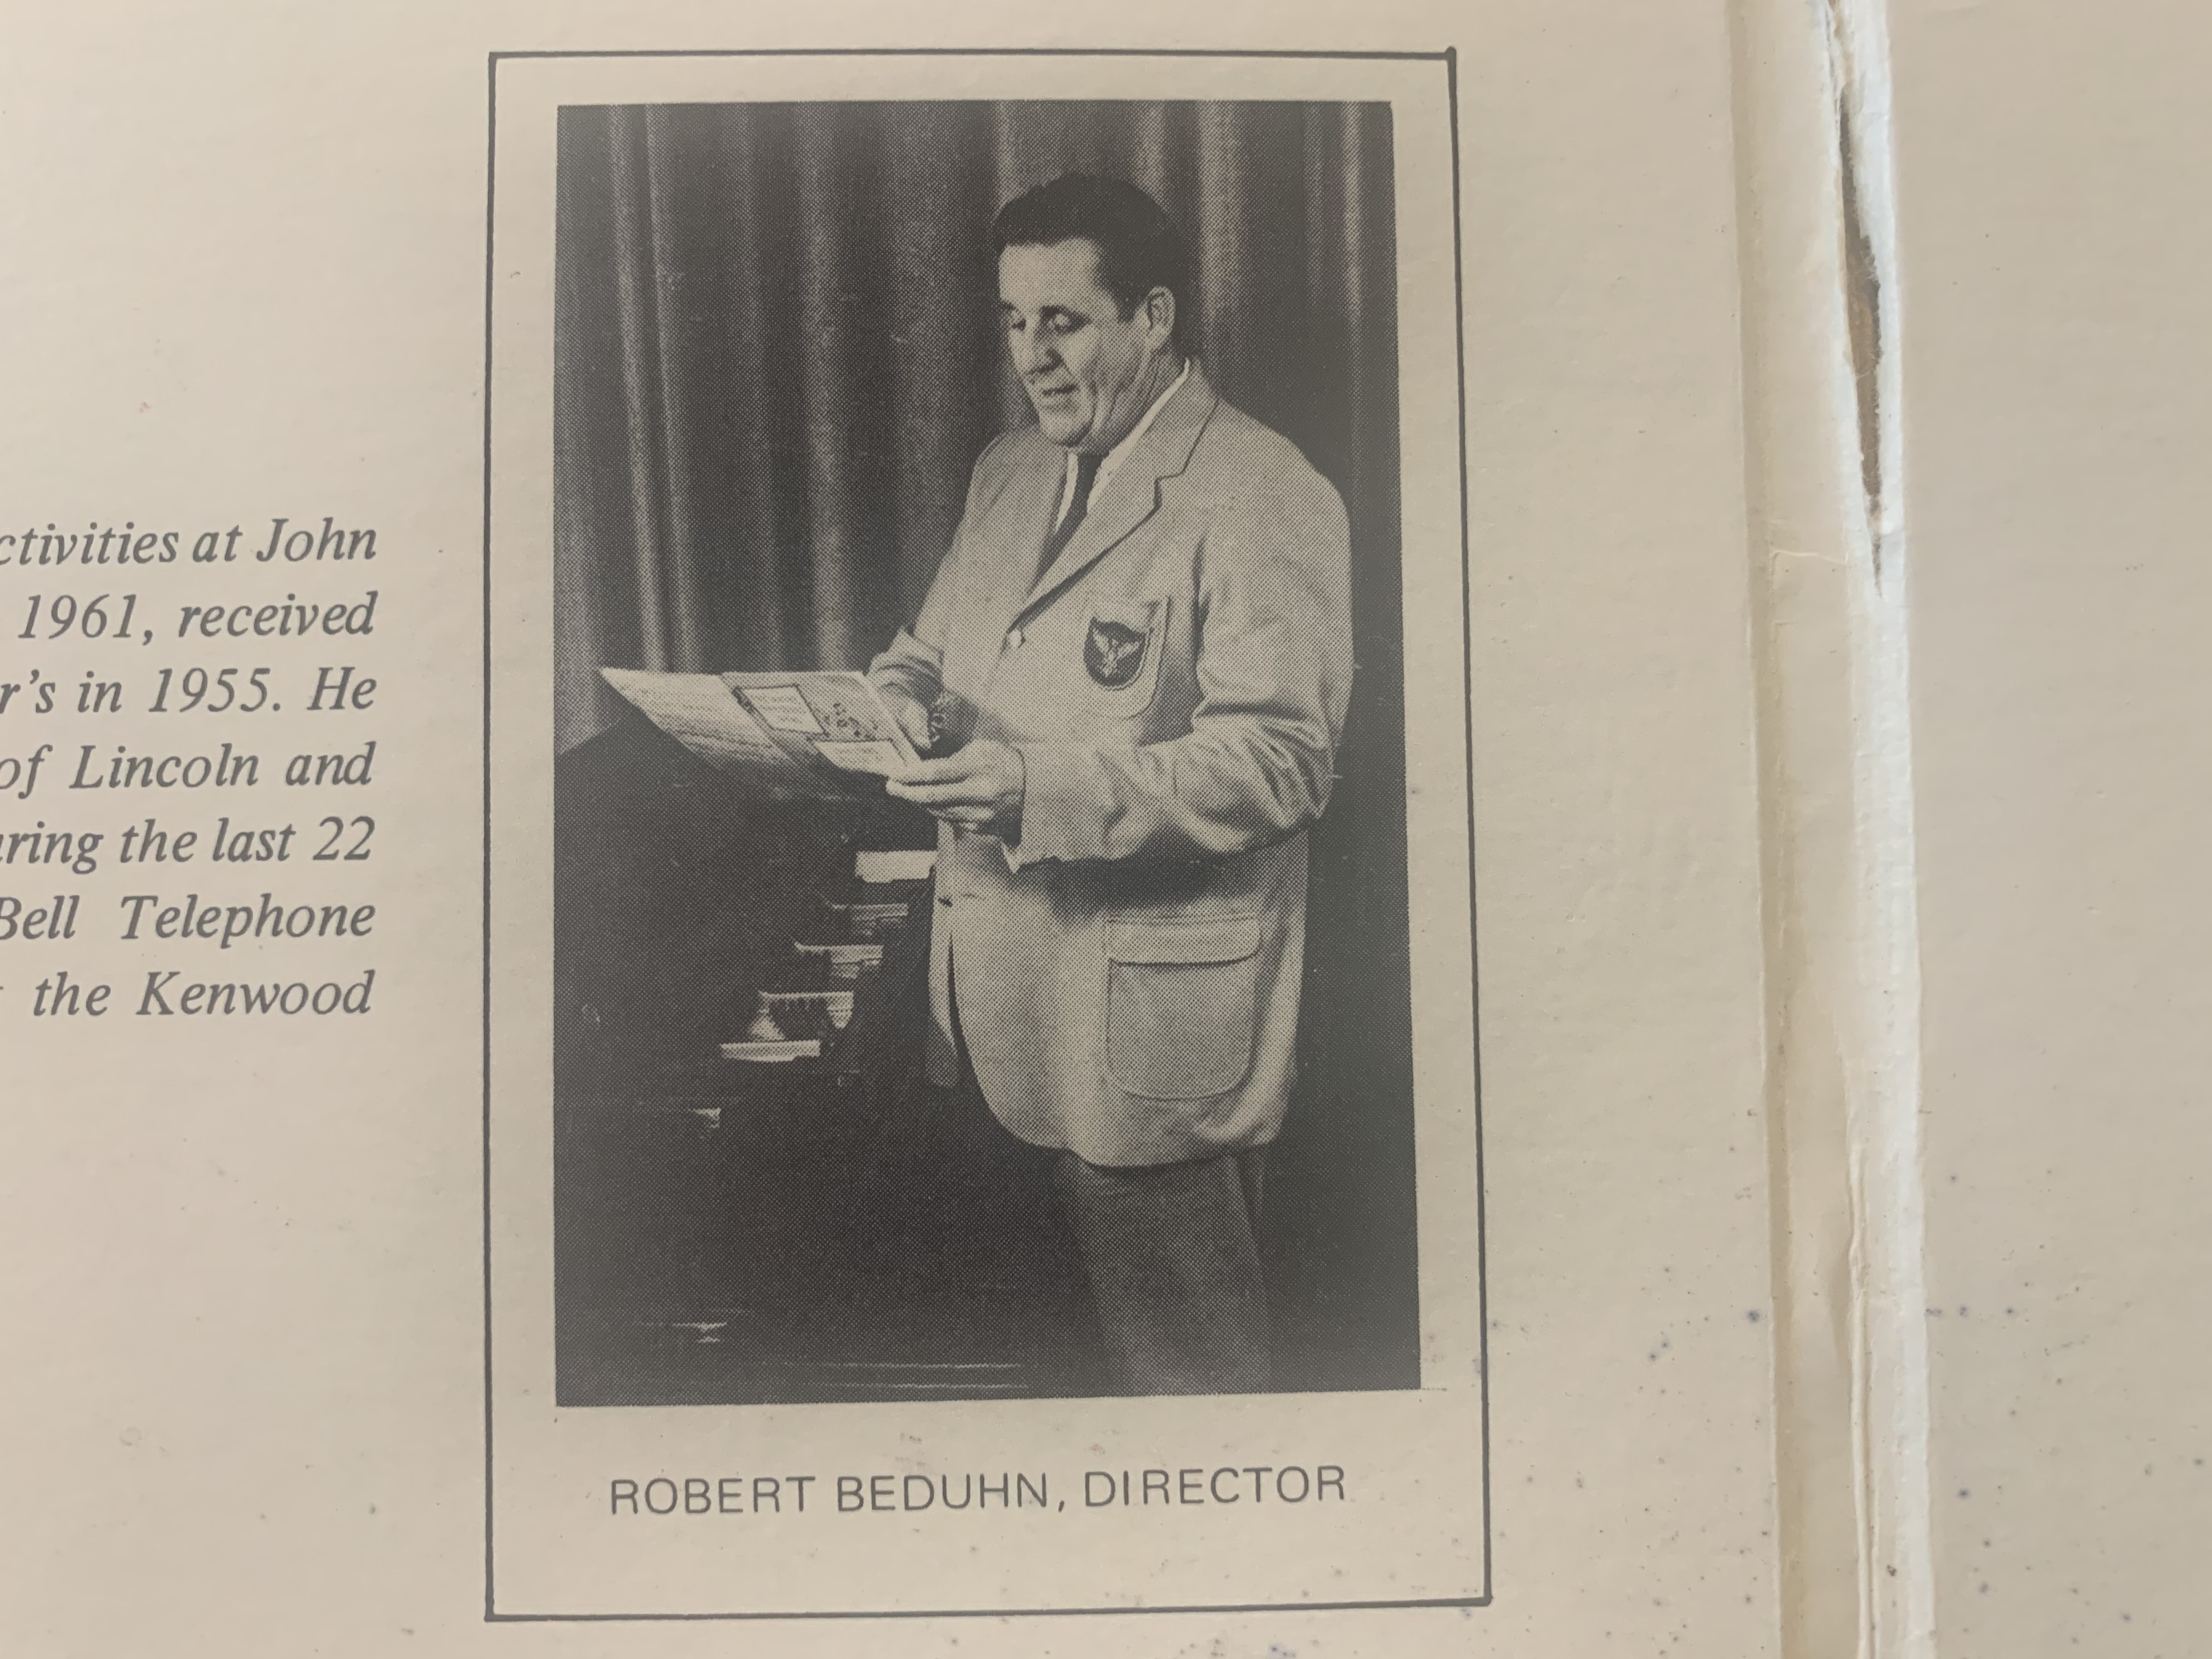 ctivities at John
1961, received
r's in 1955. He
of Lincoln and
uring the last 22
Bell Telephone
the Kenwood
ROBERT BEDUHN, DIRECTOR